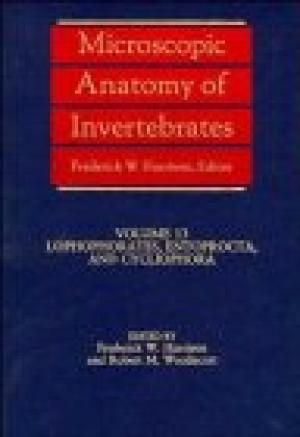 Microscopic
Anatomy of
Invertebrates
Frederick W. Harrison, Editor
VOLUME 13
LOPHOPHORATES, ENTOPROCTA,
AND CYCLIOPHORA
EDITED BY
Frederick W. Harrison
and Robert M. Woollacott